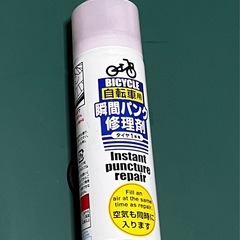 BICYCLE
自転車用
瞬間パンク
修理剤
タイヤ1本用
Instant
puncture
repair
Fill an
air at the same
time as repair.
空気も同時に
入ります